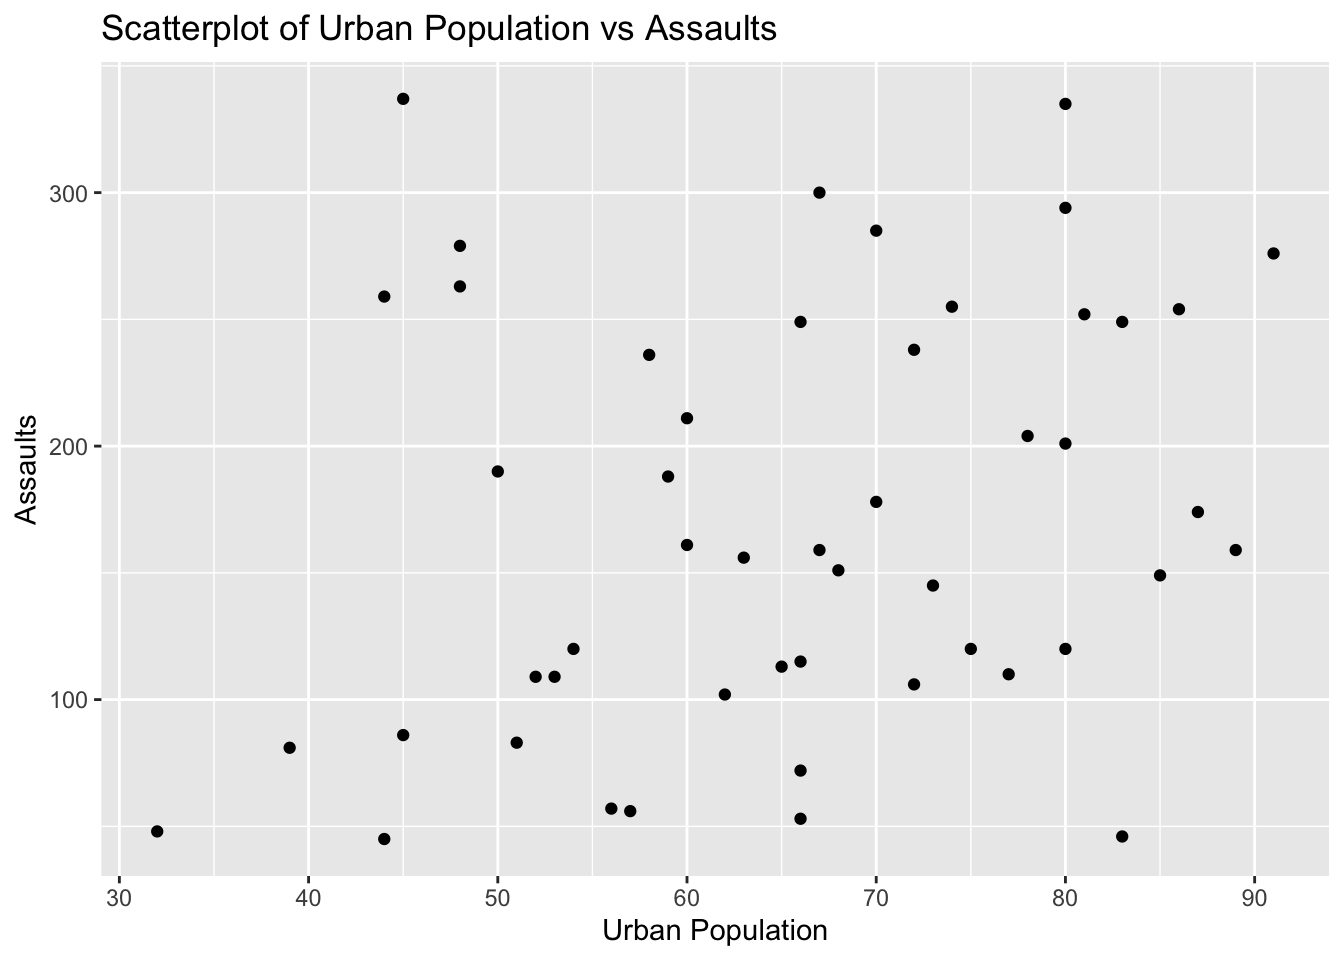 Scatterplot of Urban Population vs Assaults
300
200
100
Assaults
30 40 50 60 70 80 90
Urban Population